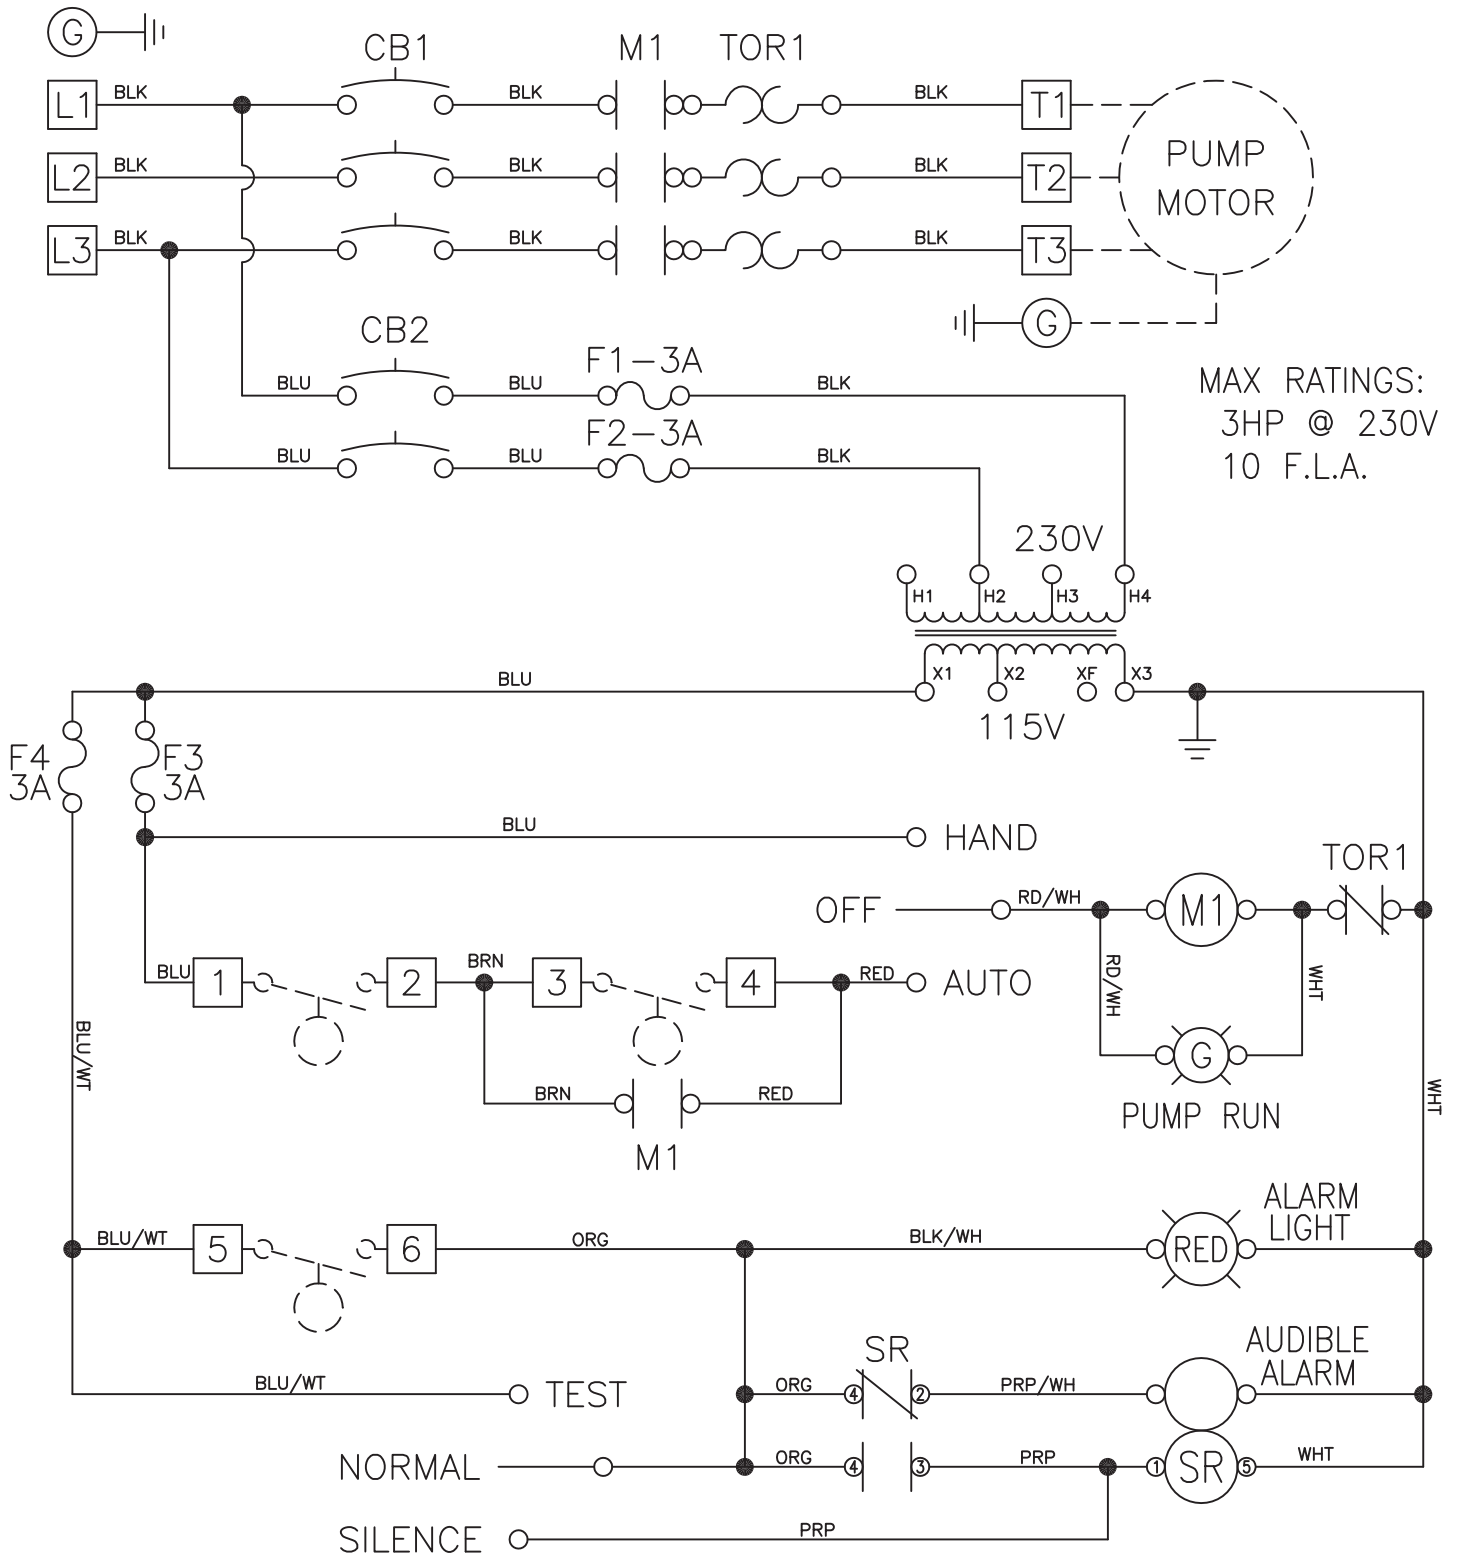 G
CB1 M1 TOR1
L1 BLK BLK BLK T1
L2 BLK BLK BLK T2
L3 BLK BLK BLK T3
PUMP
MOTOR
G
CB2
F1-3A
BLU BLU BLK
F2-3A
BLU BLU BLK
MAX RATINGS:
3HP @ 230V
10 F.L.A.
230V
H1 H2 H3 H4
X1 X2 XF X3
115V
BLU
F4
3A
F3
3A
BLU HAND
TOR1
OFF RD/WH M1
BLU 1 2 BRN 3 4 RED AUTO
RD/WH
WHT
G
PUMP RUN
BLU/WT
WHT
BRN RED
M1
ALARM
LIGHT
BLU/WT 5 6 ORG BLK/WH RED
AUDIBLE
ALARM
SR
BLU/WT TEST ORG 4 2 PRP/WH
NORMAL ORG 4 3 PRP 1 SR 5 WHT
SILENCE PRP